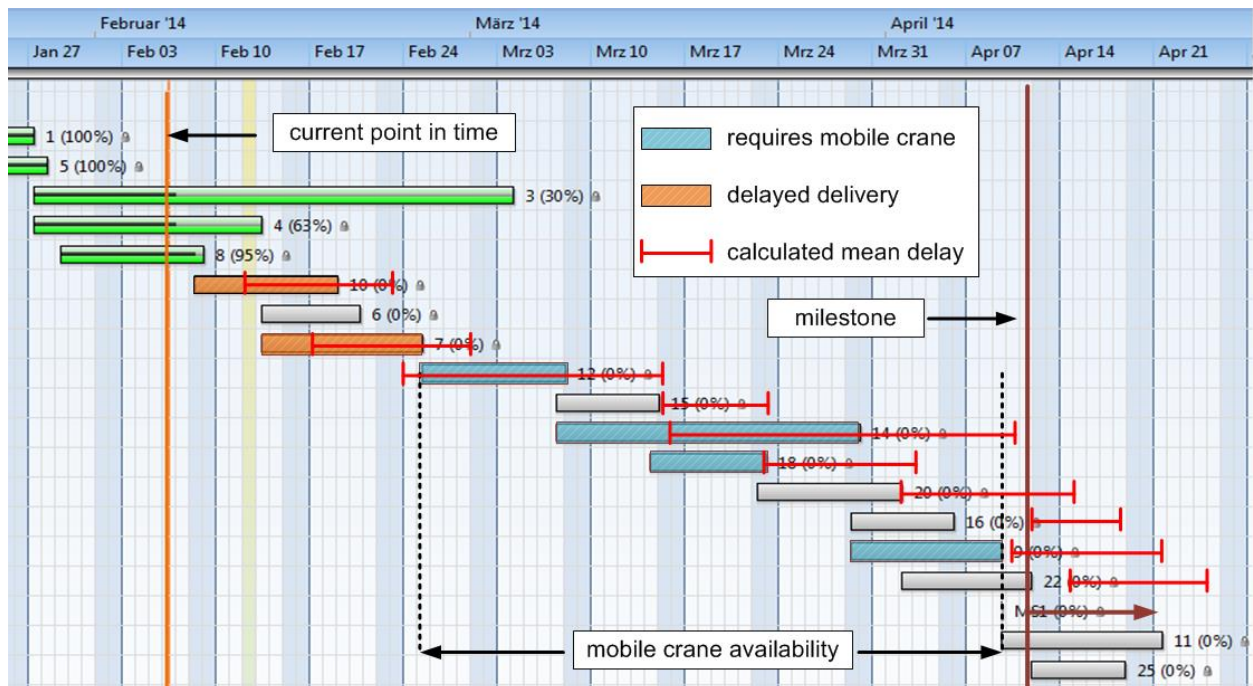 Februar '14 März '14 April '14
Jan 27 Feb 03 Feb 10 Feb 17 Feb 24 Mrz 03 Mrz 10 Mrz 17 Mrz 24 Mrz 31 Apr 07 Apr 14 Apr 21
1 (100%)
current point in time
requires mobile crane
5 (100%)
3 (30%)
delayed delivery
4 (63%)
8 (95%)
calculated mean delay
10 (0%)
6 (0%)
milestone
7 (0%)
12 (0%)
15 (0%)
14 (0%)
18 (0%)
20 (0%)
16 (0%)
9 (0%)
22 (0%)
MS1 (0%)
mobile crane availability
11 (0%)
25 (0%)